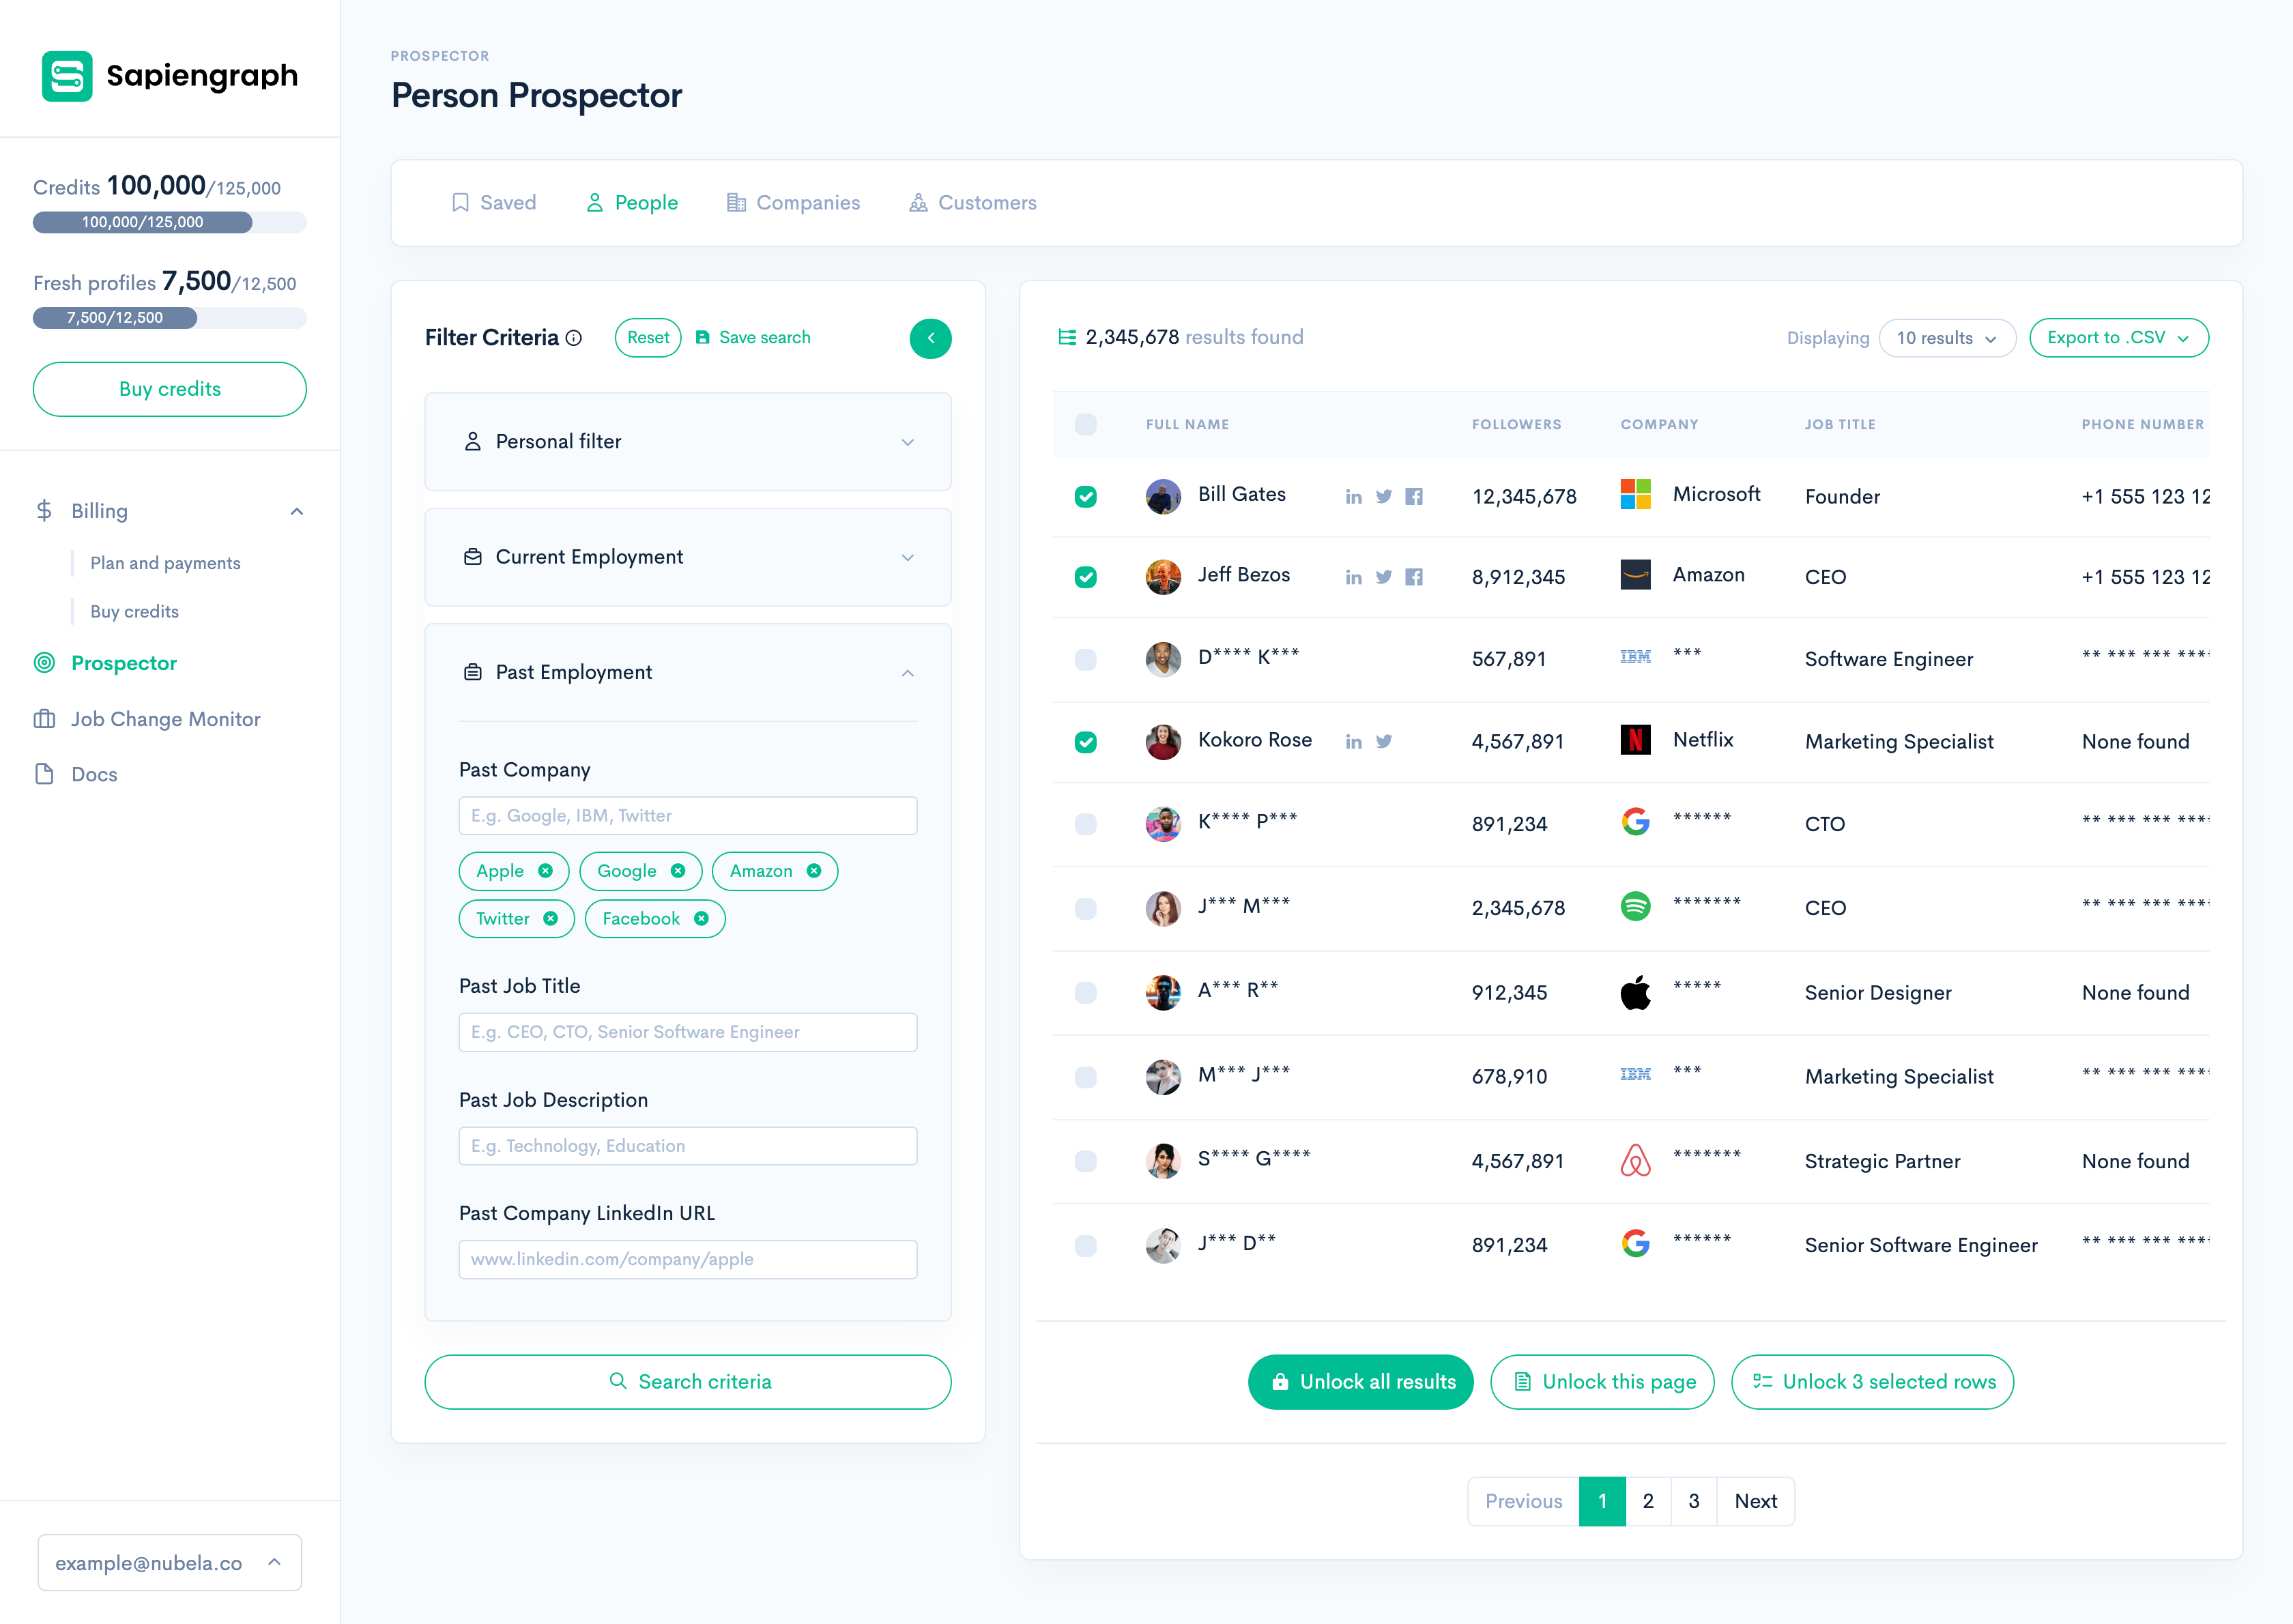 Sapiengraph
Credits 100,000/125,000
100,000/125,000
Fresh profiles 7,500/12,500
7,500/12,500
Buy credits
Billing
Plan and payments
Buy credits
Prospector
Job Change Monitor
Docs
example@nubela.co
PROSPECTOR
Person Prospector
Saved People Companies Customers
Filter Criteria Reset Save search
Personal filter
Current Employment
Past Employment
Past Company
E.g. Google, IBM, Twitter
Apple Google Amazon
Twitter Facebook
Past Job Title
E.g. CEO, CTO, Senior Software Engineer
Past Job Description
E.g. Technology, Education
Past Company LinkedIn URL
www.linkedin.com/company/apple
Search criteria
2,345,678 results found Displaying 10 results Export to .CSV
FULL NAME FOLLOWERS COMPANY JOB TITLE PHONE NUMBER
Bill Gates in 12,345,678 Microsoft Founder +1 555 123 12
Jeff Bezos in 8,912,345 Amazon CEO +1 555 123 12
D**** K*** 567,891 IBM *** Software Engineer ** *** *** ***
Kokoro Rose in 4,567,891 N Netflix Marketing Specialist None found
K**** P*** 891,234 G ****** CTO ** *** *** ***
J*** M*** 2,345,678 ******* CEO ** *** *** ***
A*** R** 912,345 ***** Senior Designer None found
M*** J*** 678,910 IBM *** Marketing Specialist ** *** *** ***
S**** G**** 4,567,891 ******* Strategic Partner None found
J*** D** 891,234 G ****** Senior Software Engineer ** *** *** ***
Unlock all results Unlock this page Unlock 3 selected rows
Previous 1 2 3 Next